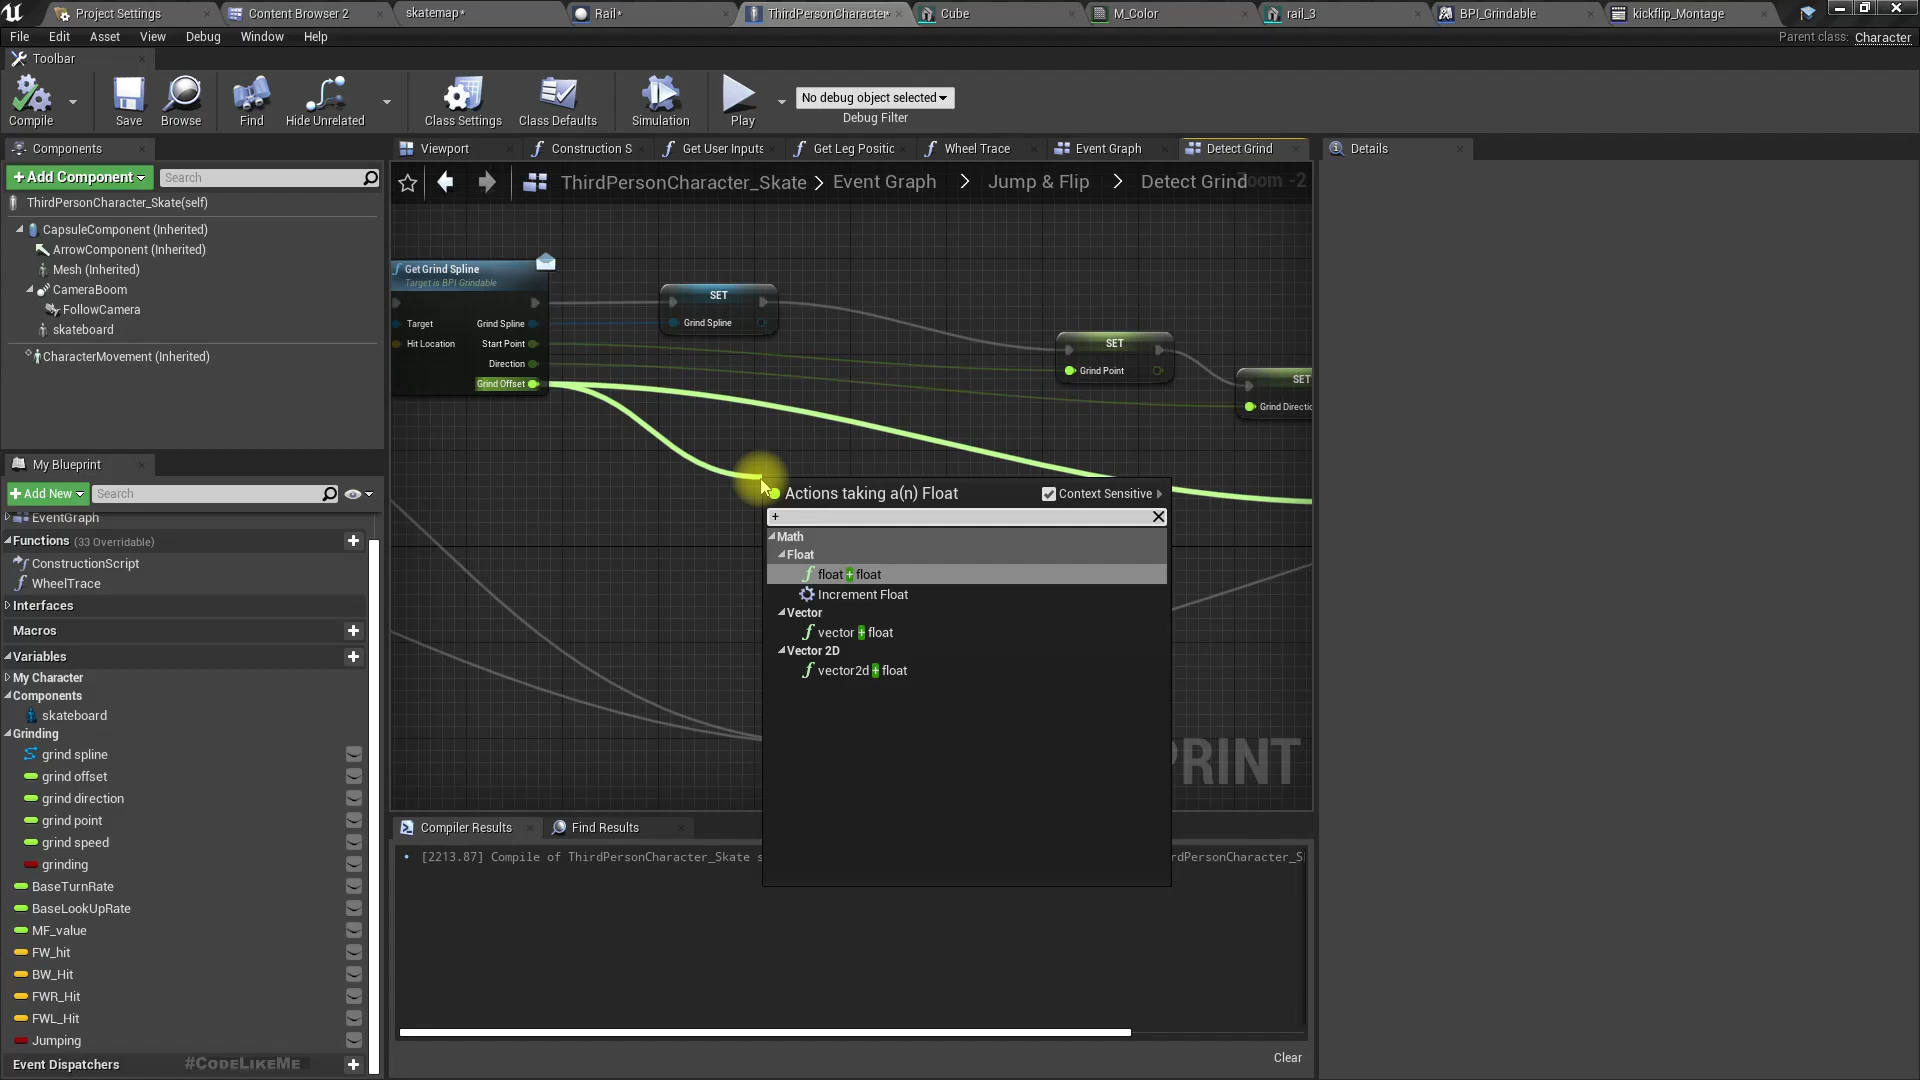 Project Settings
Content Browser 2
skatemap*
Rail*
ThirdPersonCharacter*
Cube
M_Color
rail_3
BPI_Grindable
kickflip_Montage
File
Edit
Asset
View
Debug
Window
Help
Parent class:
Character
Toolbar
Compile
Save
Browse
Find
Hide Unrelated
Class Settings
Class Defaults
Simulation
Play
No debug object selected
Debug Filter
Components
Viewport
Construction S
Get User Inputs
Get Leg Positic
Wheel Trace
Event Graph
Detect Grind
Details
+Add Component
Search
ThirdPersonCharacter_Skate > Event Graph > Jump & Flip > Detect Grind
Zoom -2
ThirdPersonCharacter_Skate(self)
CapsuleComponent (Inherited)
ArrowComponent (Inherited)
Mesh (Inherited)
CameraBoom
FollowCamera
skateboard
CharacterMovement (Inherited)
Get Grind Spline
Target is BPI Grindable
Target
Grind Spline
Hit Location
Start Point
Direction
Grind Offset
SET
Grind Spline
SET
Grind Point
SET
Grind Directio
Actions taking a(n) Float
Context Sensitive
+
Math
Float
float + float
Increment Float
Vector
vector + float
Vector 2D
vector2d + float
PRINT
My Blueprint
+Add New
Search
EventGraph
Functions (33 Overridable)
ConstructionScript
WheelTrace
Interfaces
Macros
Variables
My Character
Components
skateboard
Grinding
grind spline
grind offset
grind direction
grind point
grind speed
grinding
BaseTurnRate
BaseLookUpRate
MF_value
FW_hit
BW_Hit
FWR_Hit
FWL_Hit
Jumping
Event Dispatchers
#CodeLikeMe
Compiler Results
Find Results
[2213.87] Compile of ThirdPersonCharacter_Skate s
rdPersonCharacter_S
Clear